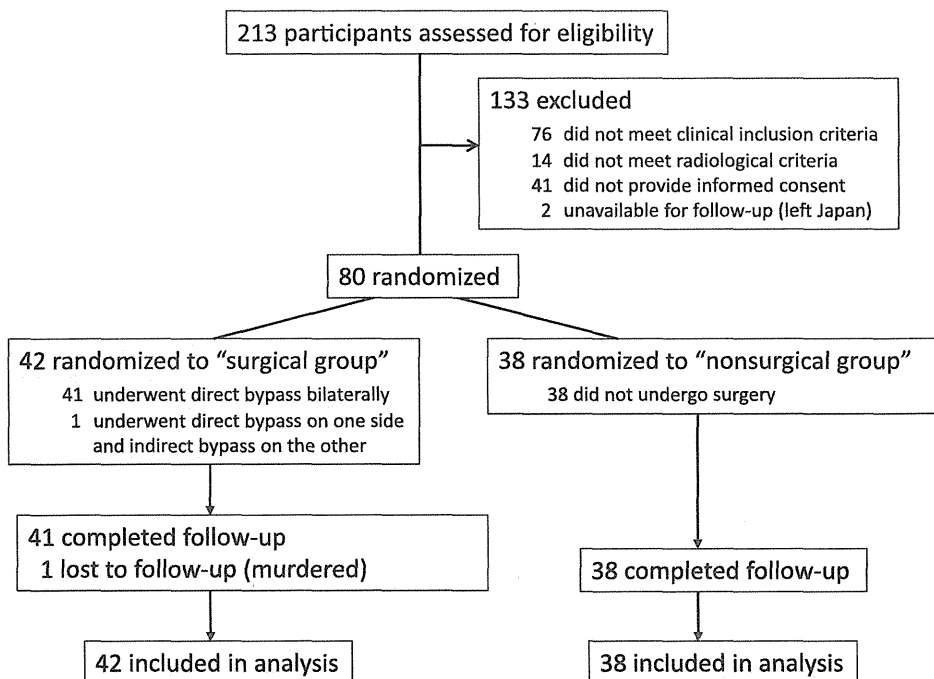 213 participants assessed for eligibility
133 excluded
76 did not meet clinical inclusion criteria
14 did not meet radiological criteria
41 did not provide informed consent
2 unavailable for follow-up (left Japan)
80 randomized
42 randomized to “surgical group”
41 underwent direct bypass bilaterally
1 underwent direct bypass on one side
and indirect bypass on the other
38 randomized to “nonsurgical group”
38 did not undergo surgery
41 completed follow-up
1 lost to follow-up (murdered)
38 completed follow-up
42 included in analysis
38 included in analysis